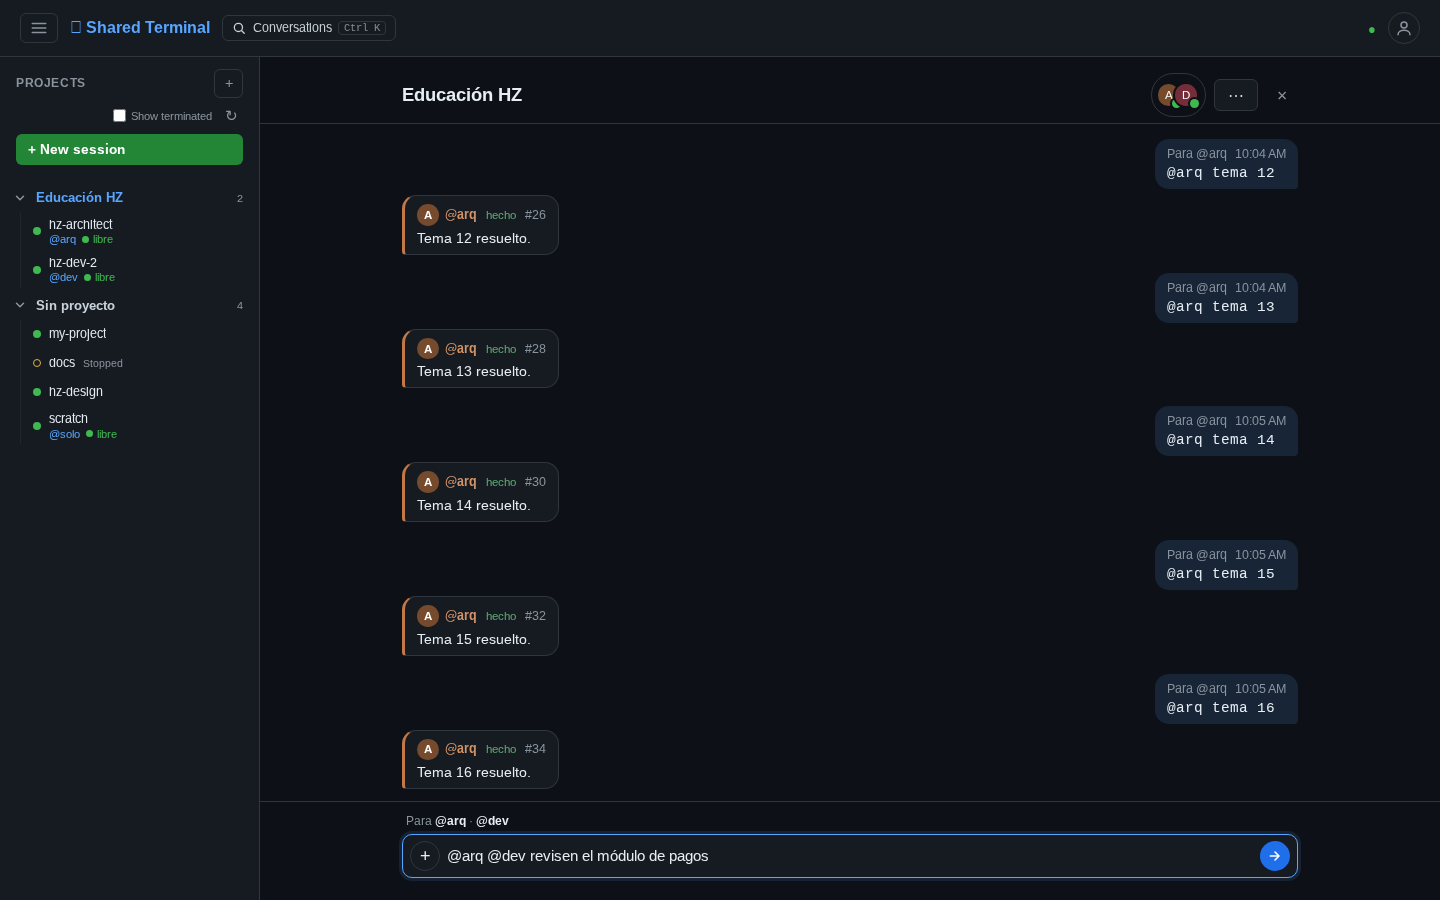 Shared Terminal
Conversations Ctrl K
PROJECTS
+
Show terminated
+ New session
Educación HZ 2
hz-architect
@arq libre
hz-dev-2
@dev libre
Sin proyecto 4
my-project
docs Stopped
hz-design
scratch
@solo libre
Educación HZ
A D ⋯ ×
Para @arq 10:04 AM
@arq tema 12
A @arq hecho #26
Tema 12 resuelto.
Para @arq 10:04 AM
@arq tema 13
A @arq hecho #28
Tema 13 resuelto.
Para @arq 10:05 AM
@arq tema 14
A @arq hecho #30
Tema 14 resuelto.
Para @arq 10:05 AM
@arq tema 15
A @arq hecho #32
Tema 15 resuelto.
Para @arq 10:05 AM
@arq tema 16
A @arq hecho #34
Tema 16 resuelto.
Para @arq · @dev
+ @arq @dev revisen el módulo de pagos